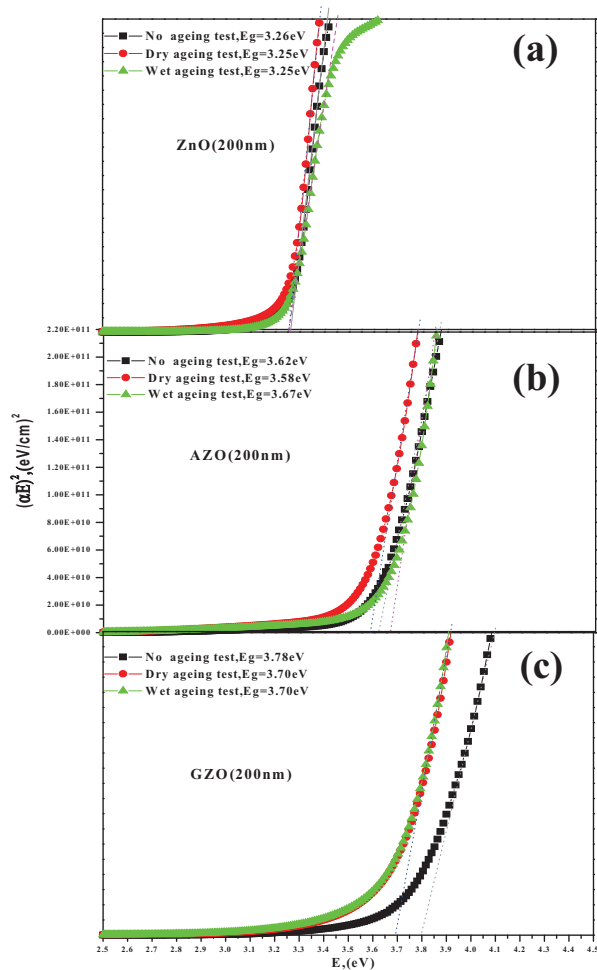 No ageing test,Eg=3.26eV
Dry ageing test,Eg=3.25eV
Wet ageing test,Eg=3.25eV
(a)
ZnO(200nm)
2.20E+011
2.00E+011
1.80E+011
1.60E+011
1.40E+011
1.20E+011
1.00E+011
8.00E+010
6.00E+010
4.00E+010
2.00E+010
0.00E+000
(αE)²,(eV/cm)²
No ageing test,Eg=3.62eV
Dry ageing test,Eg=3.58eV
Wet ageing test,Eg=3.67eV
(b)
AZO(200nm)
No ageing test,Eg=3.78eV
Dry ageing test,Eg=3.70eV
Wet ageing test,Eg=3.70eV
(c)
GZO(200nm)
2.5 2.6 2.7 2.8 2.9 3.0 3.1 3.2 3.3 3.4 3.5 3.6 3.7 3.8 3.9 4.0 4.1 4.2 4.3 4.4 4.5
E,(eV)